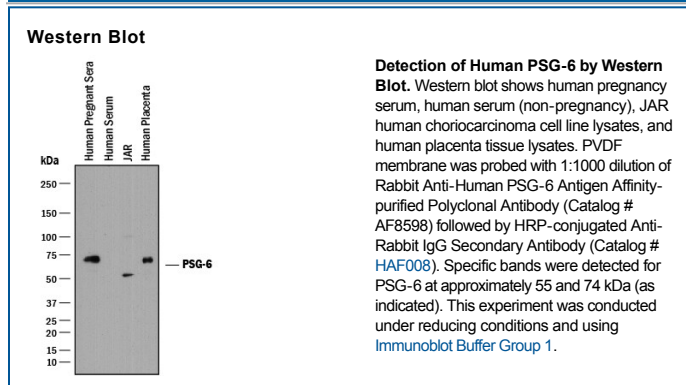 Western Blot
Human Pregnant Sera
Human Serum
JAR
Human Placenta
kDa
250
150
100
75
50
37
25
20
15
10
PSG-6
Detection of Human PSG-6 by Western
Blot. Western blot shows human pregnancy
serum, human serum (non-pregnancy), JAR
human choriocarcinoma cell line lysates, and
human placenta tissue lysates. PVDF
membrane was probed with 1:1000 dilution of
Rabbit Anti-Human PSG-6 Antigen Affinity-
purified Polyclonal Antibody (Catalog #
AF8598) followed by HRP-conjugated Anti-
Rabbit IgG Secondary Antibody (Catalog #
HAF008). Specific bands were detected for
PSG-6 at approximately 55 and 74 kDa (as
indicated). This experiment was conducted
under reducing conditions and using
Immunoblot Buffer Group 1.